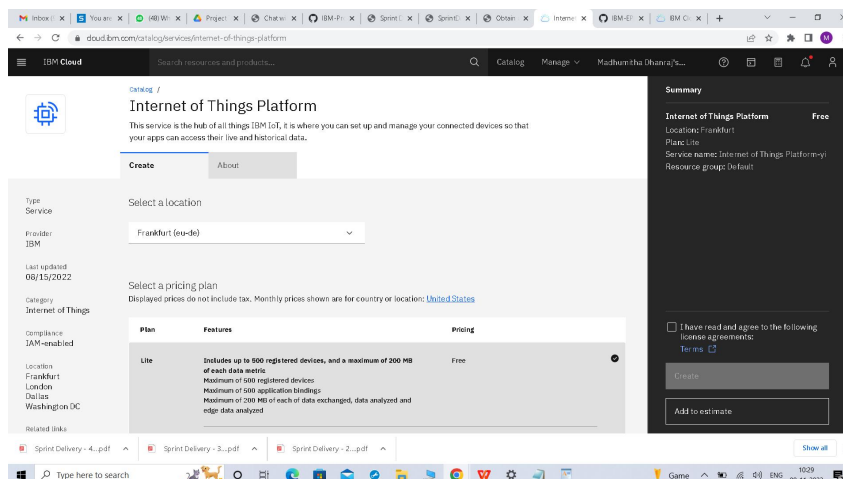 Inbox (
You are
(48) Wh
Project
Chat wi
IBM-Pr
Sprint D
SprintD
Obtain
Internet
IBM-EP
IBM Cl
cloud.ibm.com/catalog/services/internet-of-things-platform
M
IBM Cloud
Search resources and products...
Catalog
Manage
Madhumitha Dhanraj's...
Catalog /
Internet of Things Platform
This service is the hub of all things IBM IoT, it is where you can set up and manage your connected devices so that
your apps can access their live and historical data.
Create
About
Type
Service
Provider
IBM
Last updated
08/15/2022
Category
Internet of Things
Compliance
IAM-enabled
Location
Frankfurt
London
Dallas
Washington DC
Related links
Select a location
Frankfurt (eu-de)
Select a pricing plan
Displayed prices do not include tax. Monthly prices shown are for country or location: United States
Plan
Features
Pricing
Lite
Includes up to 500 registered devices, and a maximum of 200 MB
of each data metric
Maximum of 500 registered devices
Maximum of 500 application bindings
Maximum of 200 MB of each of data exchanged, data analyzed and
edge data analyzed
Free
Summary
Internet of Things Platform Free
Location: Frankfurt
Plan: Lite
Service name: Internet of Things Platform-yi
Resource group: Default
I have read and agree to the following
license agreements:
Terms
Create
Add to estimate
Sprint Delivery - 4....pdf
Sprint Delivery - 3....pdf
Sprint Delivery - 2....pdf
Show all
Type here to search
Game
ENG
10:29